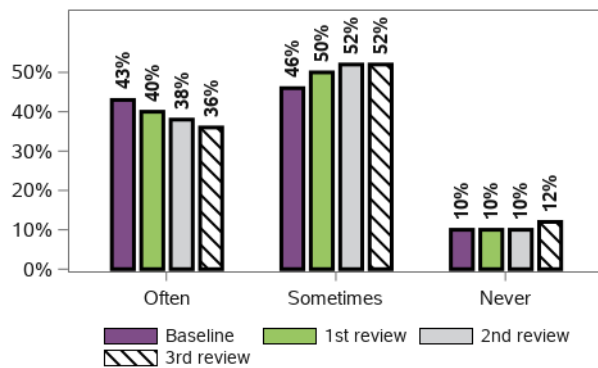 43% 40% 38% 36% 46% 50% 52% 52% 10% 10% 10% 12%
50%
40%
30%
20%
10%
0%
Often Sometimes Never
Baseline 1st review 2nd review
3rd review